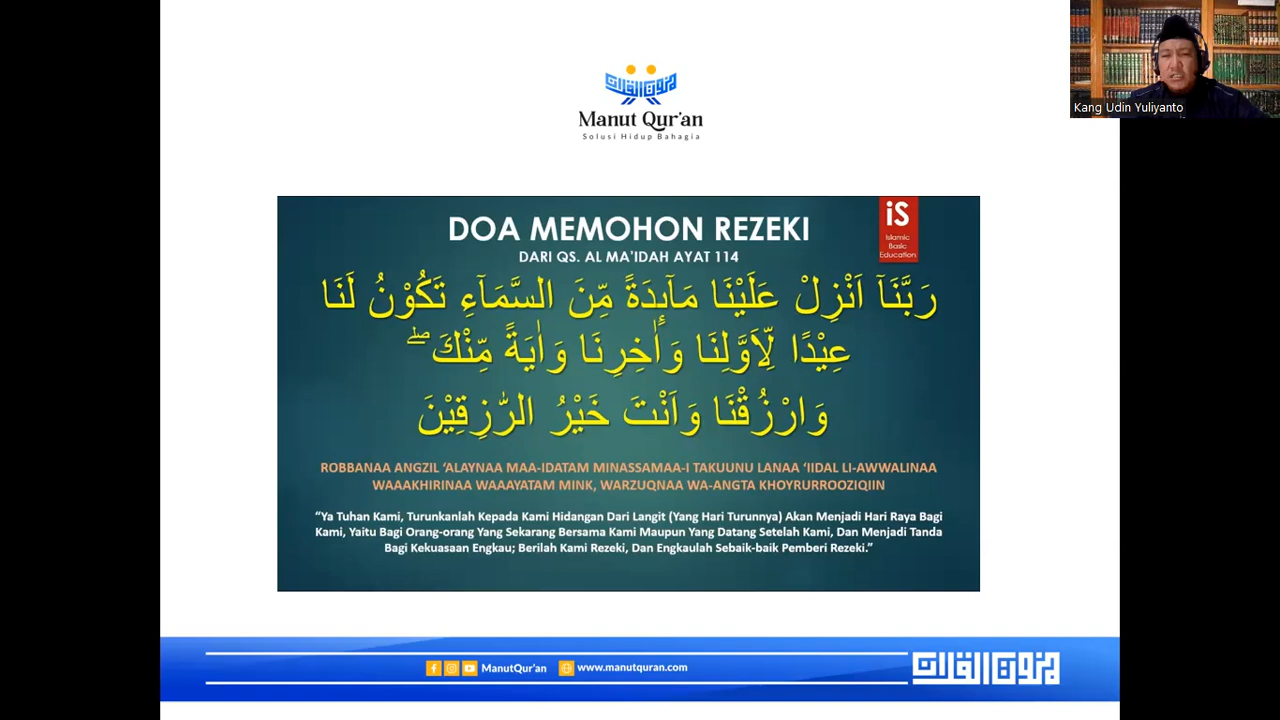 Manut Qur'an
Solusi Hidup Bahagia
Kang Udin Yuliyanto
DOA MEMOHON REZEKI
DARI QS. AL MA'IDAH AYAT 114
iS
Islamic
Basic
Education
رَبَّنَآ اَنْزِلْ عَلَيْنَا مَاۤىِٕدَةً مِّنَ السَّمَاۤءِ تَكُوْنُ لَنَا
عِيْدًا لِّاَوَّلِنَا وَاٰخِرِنَا وَاٰيَةً مِّنْكَ ۖ
وَارْزُقْنَا وَاَنْتَ خَيْرُ الرّٰزِقِيْنَ
ROBBANAA ANGZIL 'ALAYNAA MAA-IDATAM MINASSAMAA-I TAKUUNU LANAA 'IIDAL LI-AWWALINAA
WAAAKHIRINAA WAAAYATAM MINK, WARZUQNAA WA-ANGTA KHOYRURROOZIQIIN
"Ya Tuhan Kami, Turunkanlah Kepada Kami Hidangan Dari Langit (Yang Hari Turunnya) Akan Menjadi Hari Raya Bagi
Kami, Yaitu Bagi Orang-orang Yang Sekarang Bersama Kami Maupun Yang Datang Setelah Kami, Dan Menjadi Tanda
Bagi Kekuasaan Engkau; Berilah Kami Rezeki, Dan Engkaulah Sebaik-baik Pemberi Rezeki."
ManutQur'an www.manutquran.com